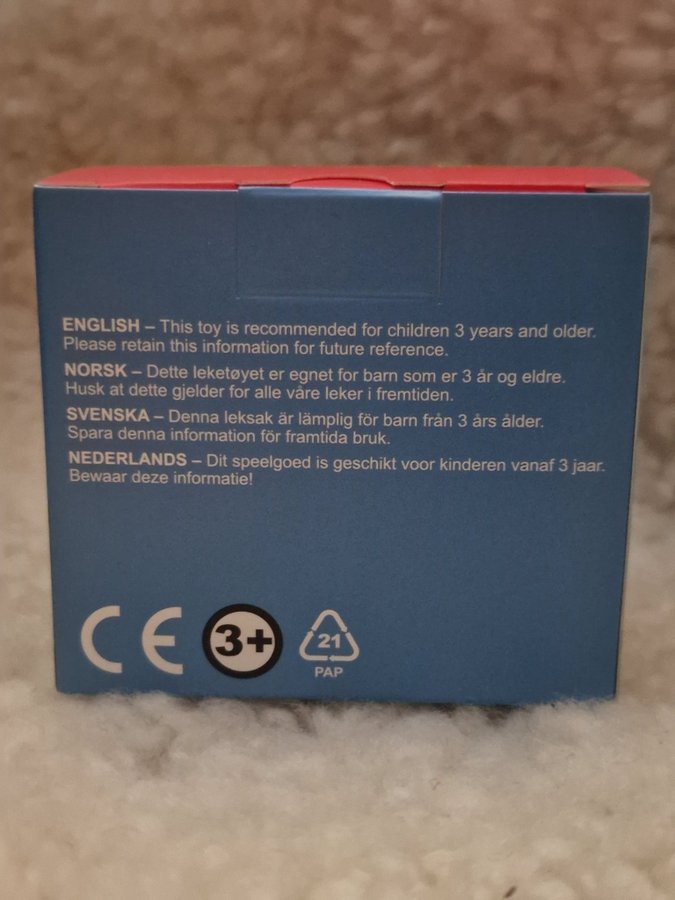 ENGLISH – This toy is recommended for children 3 years and older.
Please retain this information for future reference.
NORSK – Dette leketøyet er egnet for barn som er 3 år og eldre.
Husk at dette gjelder for alle våre leker i fremtiden.
SVENSKA – Denna leksak är lämplig för barn från 3 års ålder.
Spara denna information för framtida bruk.
NEDERLANDS – Dit speelgoed is geschikt voor kinderen vanaf 3 jaar.
Bewaar deze informatie!
CE 3+ 21
PAP